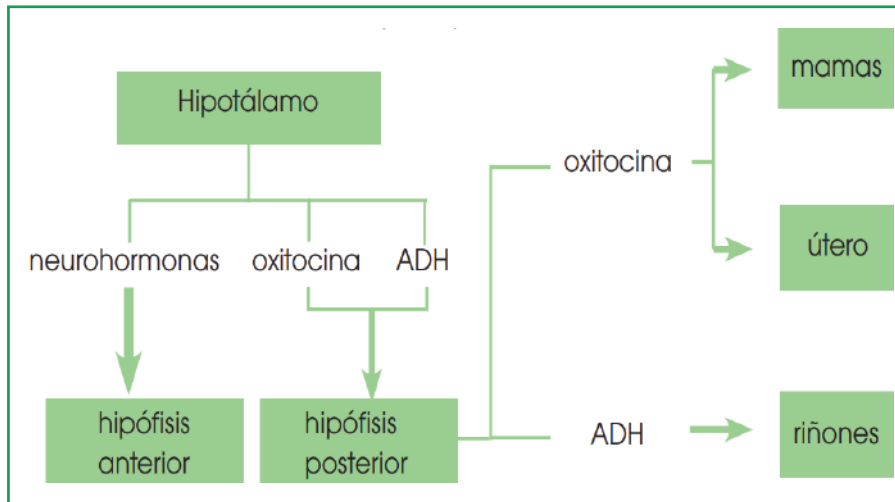 mamas
Hipotálamo
oxitocina
útero
neurohormonas oxitocina ADH
hipófisis anterior
hipófisis posterior
ADH
riñones